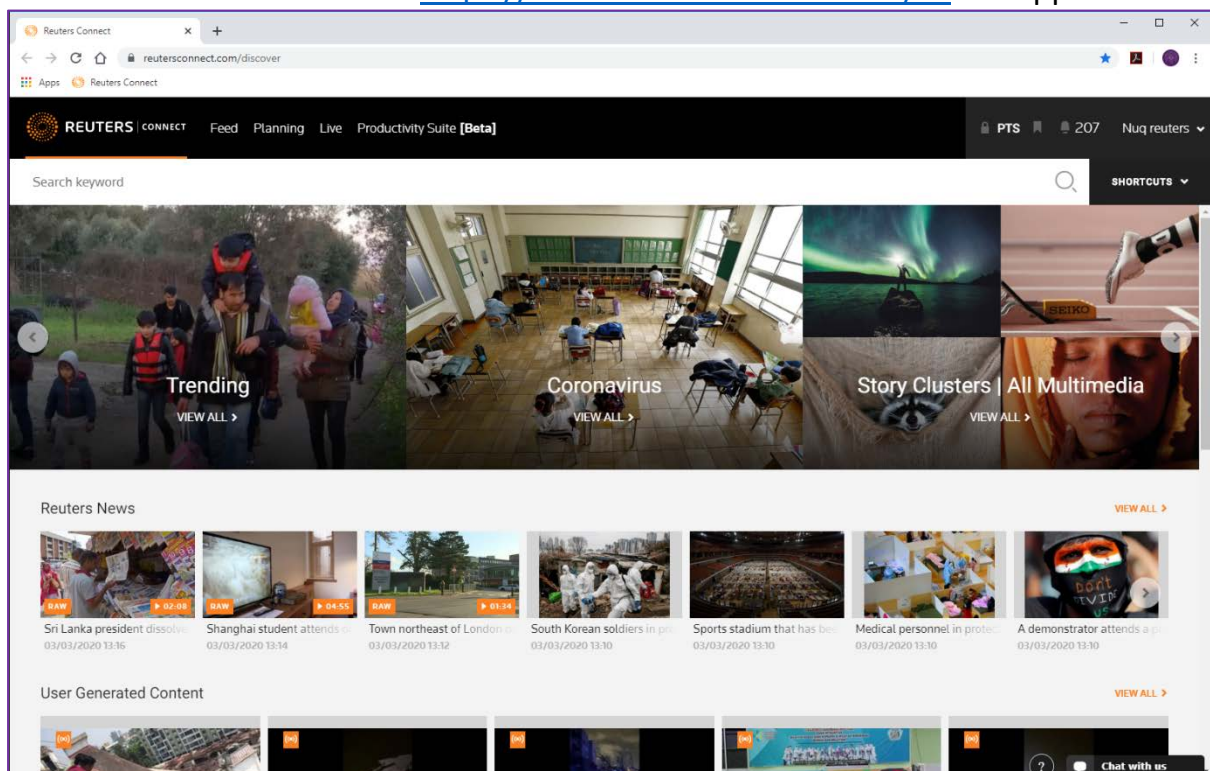 Reuters Connect
reutersconnect.com/discover
Apps Reuters Connect
REUTERS CONNECT Feed Planning Live Productivity Suite [Beta] PTS 207 Nuq reuters
Search keyword SHORTCUTS
Trending Coronavirus Story Clusters | All Multimedia
VIEW ALL > VIEW ALL > VIEW ALL >
SEIKO
Reuters News VIEW ALL >
DON'T
DIVIDE
US
RAW 02:08 RAW 04:55 RAW 01:34
Sri Lanka president dissolve Shanghai student attends Town northeast of London South Korean soldiers in Sports stadium that has Medical personnel in A demonstrator attends a
03/03/2020 13:16 03/03/2020 13:14 03/03/2020 13:12 03/03/2020 13:10 03/03/2020 13:10 03/03/2020 13:10 03/03/2020 13:10
User Generated Content VIEW ALL >
? Chat with us